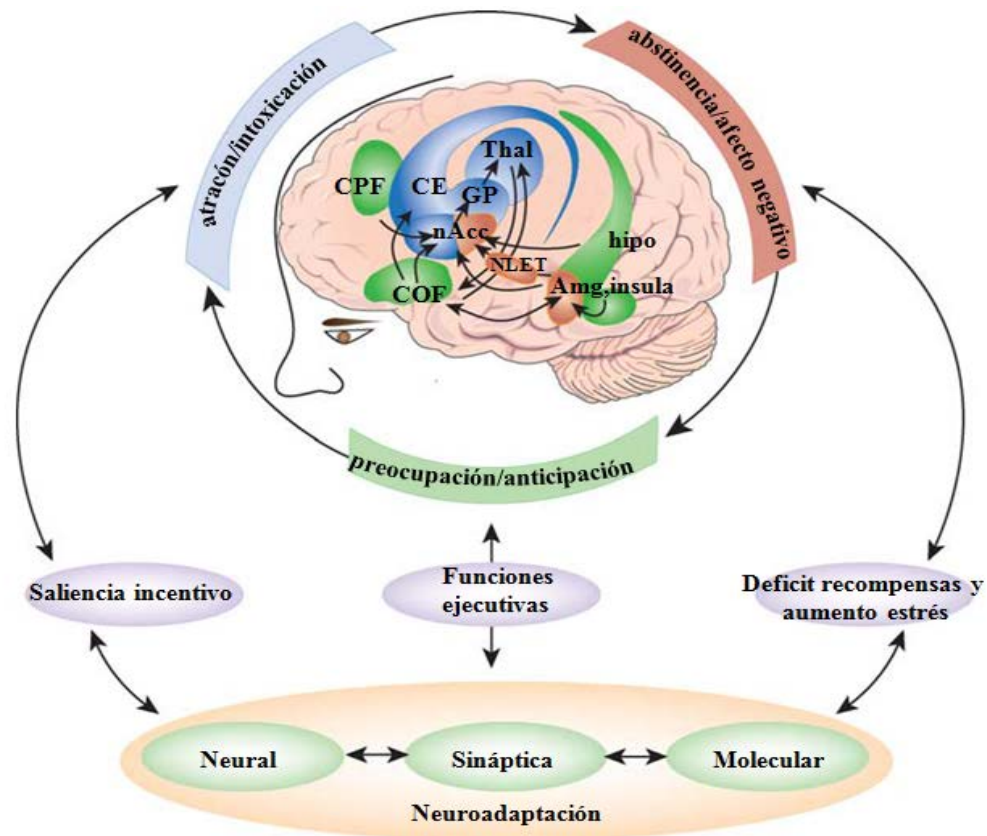 atracón/intoxicación
abstinencia/afecto negativo
Thal
CPF
CE
GP
nAcc
hipo
NLET
COF
Amg,insula
preocupación/anticipación
Saliencia incentivo
Funciones
ejecutivas
Deficit recompensas y
aumento estrés
Neural
Sináptica
Molecular
Neuroadaptación